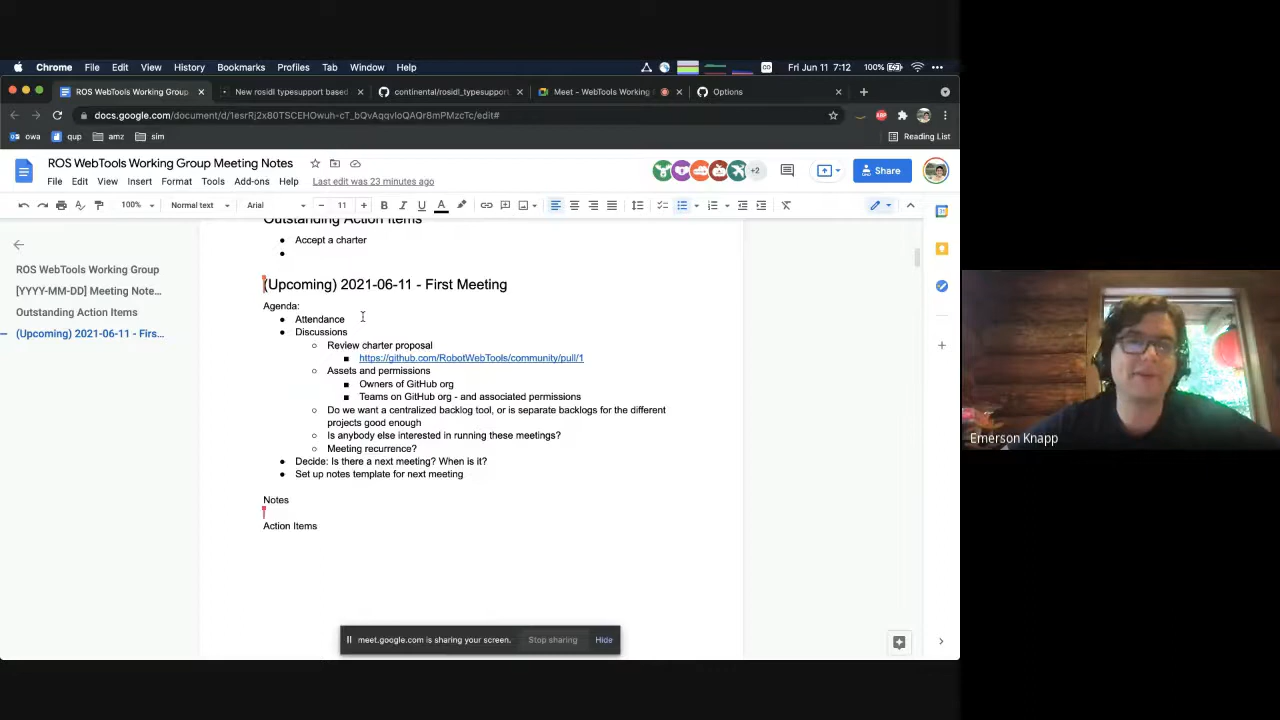 Chrome File Edit View History Bookmarks Profiles Tab Window Help Fri Jun 11 7:12 100%
ROS WebTools Working Group New rosidl typesupport based continental/rosidl_typesupport Meet - WebTools Working Options
docs.google.com/document/d/1esrRj2x80TSCEHOwuh-cT_bQvAqqvIoQAQr8mPMzcTc/edit#
owa qup amz sim Reading List
ROS WebTools Working Group Meeting Notes
+2 Share
File Edit View Insert Format Tools Add-ons Help Last edit was 23 minutes ago
100% Normal text Arial 11
Outstanding Action Items
Accept a charter
ROS WebTools Working Group
[YYYY-MM-DD] Meeting Note...
Outstanding Action Items
(Upcoming) 2021-06-11 - Firs...
(Upcoming) 2021-06-11 - First Meeting
Agenda:
Attendance
Discussions
Review charter proposal
https://github.com/RobotWebTools/community/pull/1
Assets and permissions
Owners of GitHub org
Teams on GitHub org - and associated permissions
Do we want a centralized backlog tool, or is separate backlogs for the different
projects good enough
Is anybody else interested in running these meetings?
Meeting recurrence?
Decide: Is there a next meeting? When is it?
Set up notes template for next meeting
Notes
Action Items
meet.google.com is sharing your screen. Stop sharing Hide
Emerson Knapp